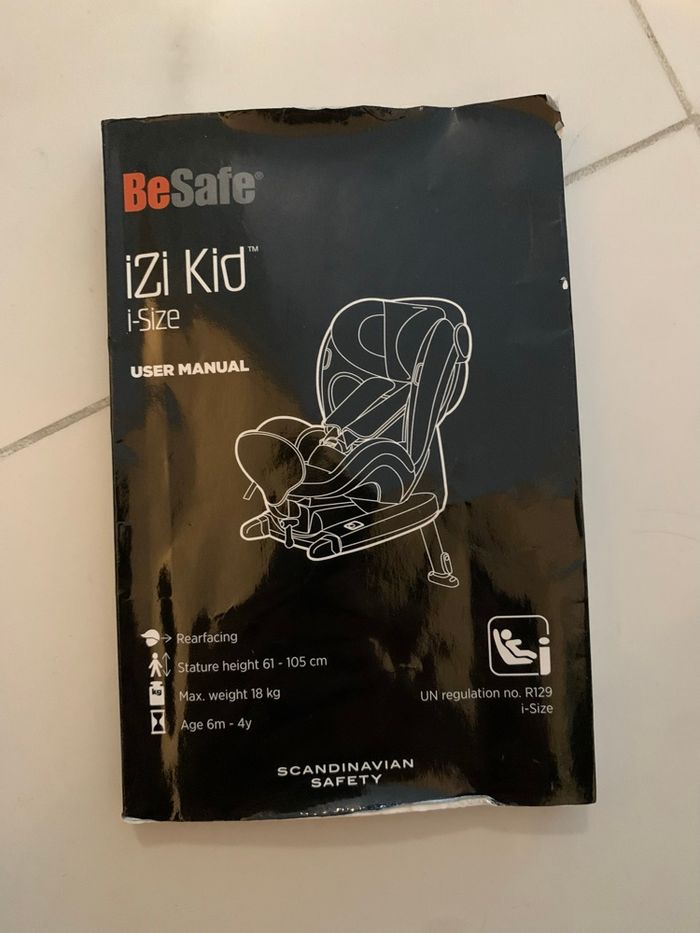 BeSafe®
iZi Kid™
i-Size
USER MANUAL
Rearfacing
Stature height 61 - 105 cm
kg
Max. weight 18 kg
Age 6m - 4y
UN regulation no. R129
i-Size
SCANDINAVIAN
SAFETY